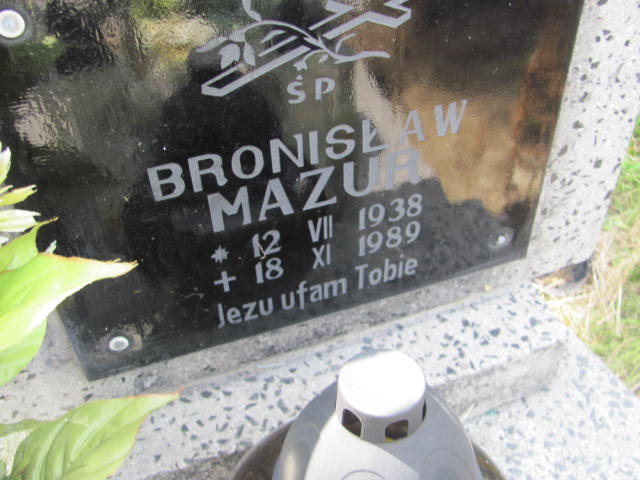 ŚP
BRONISŁAW
MAZUR
* 12 VII 1938
+ 18 XI 1989
Jezu ufam Tobie